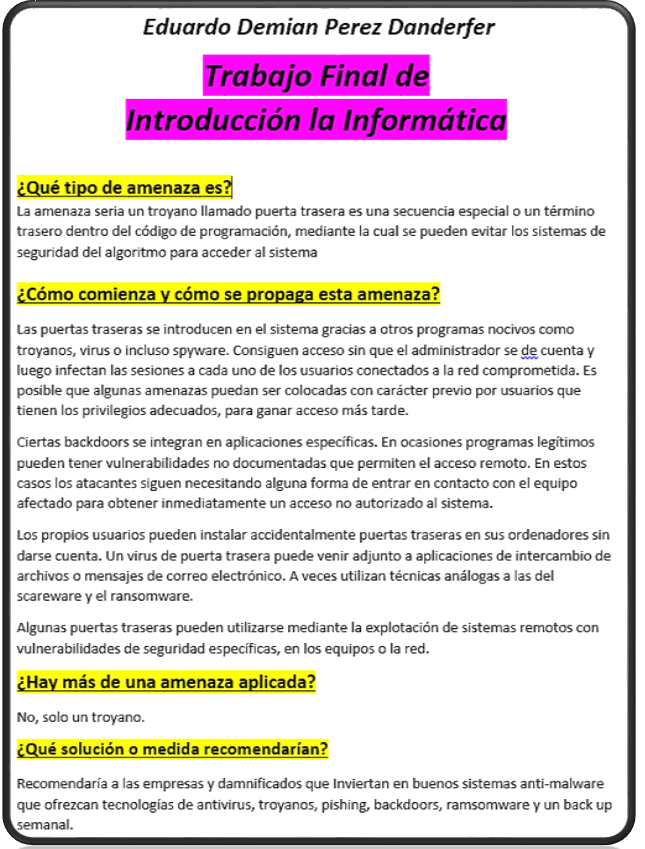 Eduardo Demian Perez Danderfer
Trabajo Final de
Introducción la Informática
¿Qué tipo de amenaza es?
La amenaza seria un troyano llamado puerta trasera es una secuencia especial o un término
trasero dentro del código de programación, mediante la cual se pueden evitar los sistemas de
seguridad del algoritmo para acceder al sistema
¿Cómo comienza y cómo se propaga esta amenaza?
Las puertas traseras se introducen en el sistema gracias a otros programas nocivos como
troyanos, virus o incluso spyware. Consiguen acceso sin que el administrador se de cuenta y
luego infectan las sesiones a cada uno de los usuarios conectados a la red comprometida. Es
posible que algunas amenazas puedan ser colocadas con carácter previo por usuarios que
tienen los privilegios adecuados, para ganar acceso más tarde.
Ciertas backdoors se integran en aplicaciones específicas. En ocasiones programas legítimos
pueden tener vulnerabilidades no documentadas que permiten el acceso remoto. En estos
casos los atacantes siguen necesitando alguna forma de entrar en contacto con el equipo
afectado para obtener inmediatamente un acceso no autorizado al sistema.
Los propios usuarios pueden instalar accidentalmente puertas traseras en sus ordenadores sin
darse cuenta. Un virus de puerta trasera puede venir adjunto a aplicaciones de intercambio de
archivos o mensajes de correo electrónico. A veces utilizan técnicas análogas a las del
scareware y el ransomware.
Algunas puertas traseras pueden utilizarse mediante la explotación de sistemas remotos con
vulnerabilidades de seguridad específicas, en los equipos o la red.
¿Hay más de una amenaza aplicada?
No, solo un troyano.
¿Qué solución o medida recomendarían?
Recomendaría a las empresas y damnificados que Inviertan en buenos sistemas anti-malware
que ofrezcan tecnologías de antivirus, troyanos, pishing, backdoors, ramsomware y un back up
semanal.